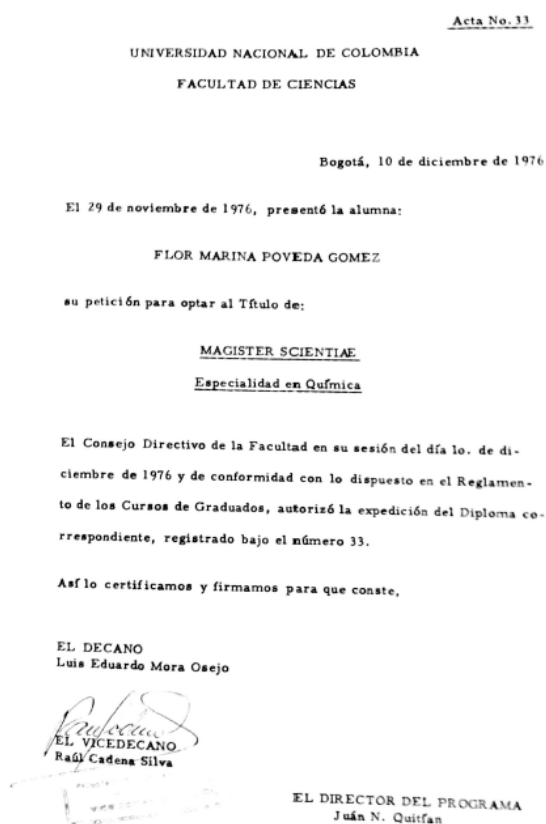 Acta No. 33
UNIVERSIDAD NACIONAL DE COLOMBIA
FACULTAD DE CIENCIAS
Bogotá, 10 de diciembre de 1976
El 29 de noviembre de 1976, presentó la alumna:
FLOR MARINA POVEDA GOMEZ
su petición para optar al Título de:
MAGISTER SCIENTIAE
Especialidad en Química
El Consejo Directivo de la Facultad en su sesión del día lo. de di-
ciembre de 1976 y de conformidad con lo dispuesto en el Reglamen-
to de los Cursos de Graduados, autorizó la expedición del Diploma co-
rrespondiente, registrado bajo el número 33.
Así lo certificamos y firmamos para que conste,
EL DECANO
Luis Eduardo Mora Osejo
EL VICEDECANO
Raúl Cadena Silva
EL DIRECTOR DEL PROGRAMA
Juán N. Quitían